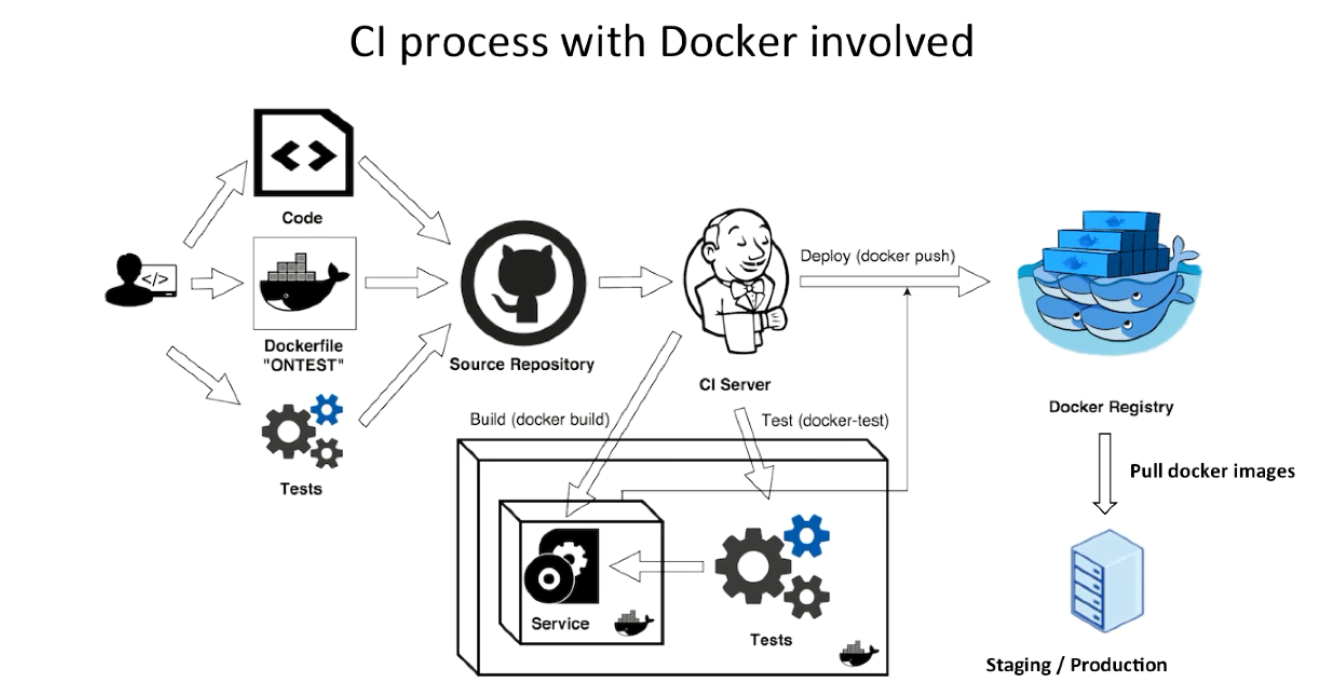 CI process with Docker involved
Code
Dockerfile
"ONTEST"
Tests
Source Repository
CI Server
Deploy (docker push)
Docker Registry
Build (docker build)
Test (docker-test)
Service
Tests
Pull docker images
Staging / Production